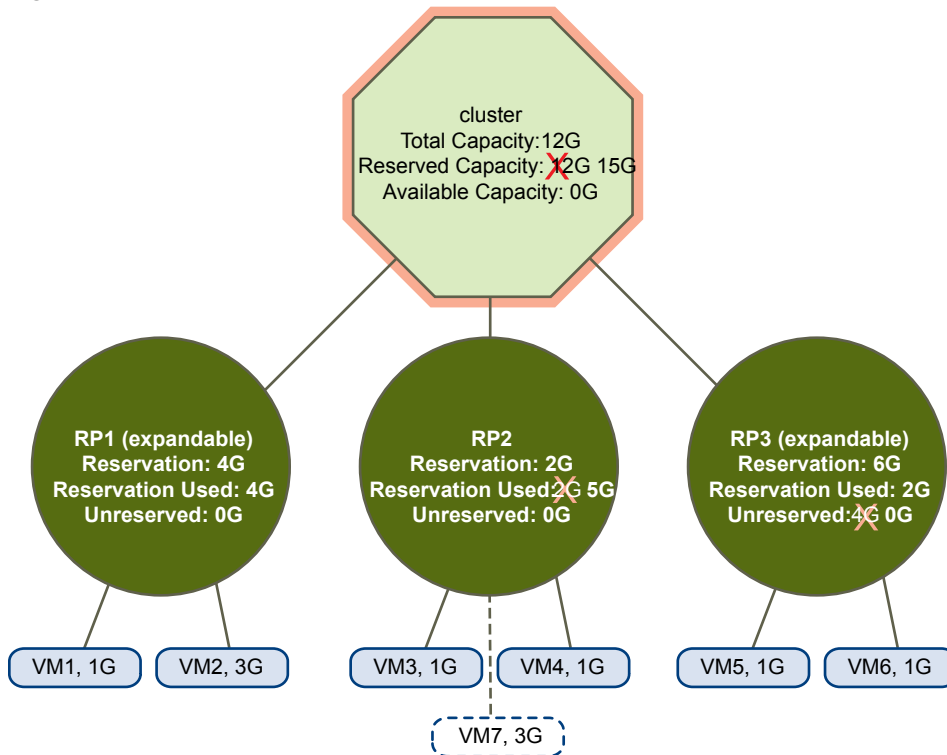 cluster
Total Capacity:12G
Reserved Capacity: 12G 15G
Available Capacity: 0G
RP1 (expandable)
Reservation: 4G
Reservation Used: 4G
Unreserved: 0G
RP2
Reservation: 2G
Reservation Used:2G 5G
Unreserved: 0G
RP3 (expandable)
Reservation: 6G
Reservation Used: 2G
Unreserved:4G 0G
VM1, 1G
VM2, 3G
VM3, 1G
VM4, 1G
VM5, 1G
VM6, 1G
VM7, 3G